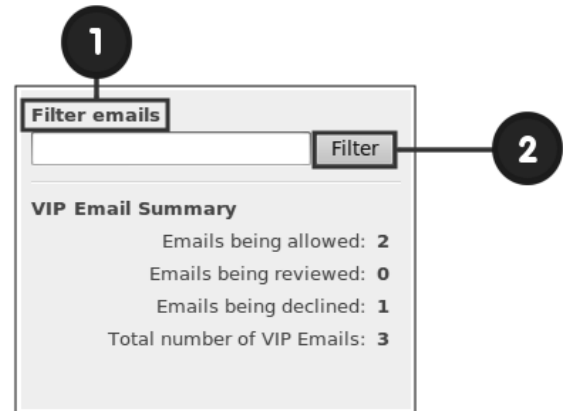 1
Filter emails
Filter
2
VIP Email Summary
Emails being allowed: 2
Emails being reviewed: 0
Emails being declined: 1
Total number of VIP Emails: 3